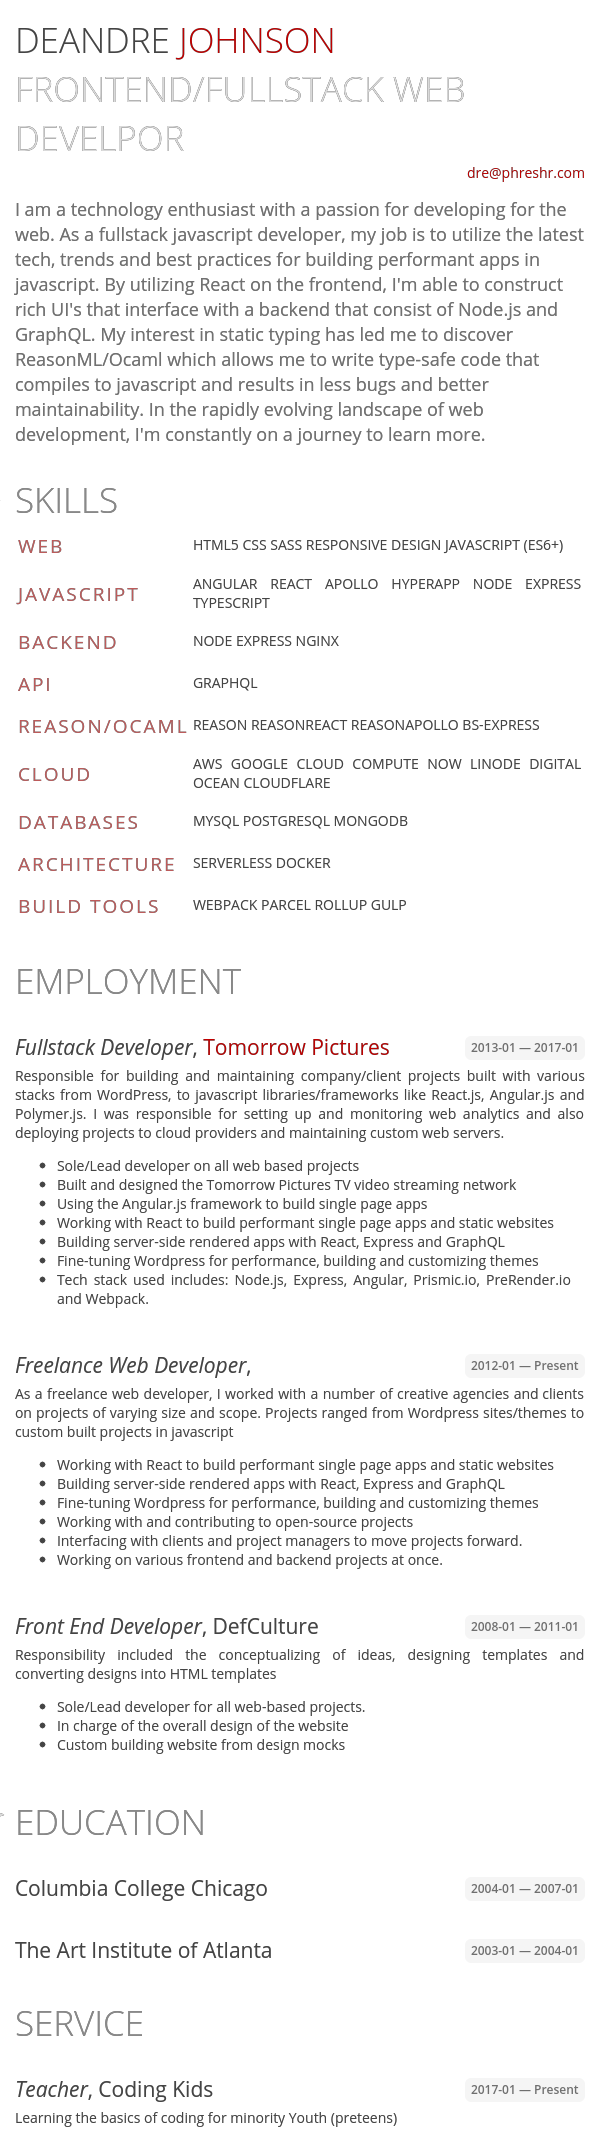 DEANDRE JOHNSON
FRONTEND/FULLSTACK WEB
DEVELPOR
dre@phreshr.com
I am a technology enthusiast with a passion for developing for the
web. As a fullstack javascript developer, my job is to utilize the latest
tech, trends and best practices for building performant apps in
javascript. By utilizing React on the frontend, I'm able to construct
rich UI's that interface with a backend that consist of Node.js and
GraphQL. My interest in static typing has led me to discover
ReasonML/Ocaml which allows me to write type-safe code that
compiles to javascript and results in less bugs and better
maintainability. In the rapidly evolving landscape of web
development, I'm constantly on a journey to learn more.
SKILLS
WEB HTML5 CSS SASS RESPONSIVE DESIGN JAVASCRIPT (ES6+)
JAVASCRIPT ANGULAR REACT APOLLO HYPERAPP NODE EXPRESS
TYPESCRIPT
BACKEND NODE EXPRESS NGINX
API GRAPHQL
REASON/OCAML REASON REASONREACT REASONAPOLLO BS-EXPRESS
CLOUD AWS GOOGLE CLOUD COMPUTE NOW LINODE DIGITAL
OCEAN CLOUDFLARE
DATABASES MYSQL POSTGRESQL MONGODB
ARCHITECTURE SERVERLESS DOCKER
BUILD TOOLS WEBPACK PARCEL ROLLUP GULP
EMPLOYMENT
Fullstack Developer, Tomorrow Pictures 2013-01 — 2017-01
Responsible for building and maintaining company/client projects built with various
stacks from WordPress, to javascript libraries/frameworks like React.js, Angular.js and
Polymer.js. I was responsible for setting up and monitoring web analytics and also
deploying projects to cloud providers and maintaining custom web servers.
• Sole/Lead developer on all web based projects
• Built and designed the Tomorrow Pictures TV video streaming network
• Using the Angular.js framework to build single page apps
• Working with React to build performant single page apps and static websites
• Building server-side rendered apps with React, Express and GraphQL
• Fine-tuning Wordpress for performance, building and customizing themes
• Tech stack used includes: Node.js, Express, Angular, Prismic.io, PreRender.io
and Webpack.
Freelance Web Developer, 2012-01 — Present
As a freelance web developer, I worked with a number of creative agencies and clients
on projects of varying size and scope. Projects ranged from Wordpress sites/themes to
custom built projects in javascript
• Working with React to build performant single page apps and static websites
• Building server-side rendered apps with React, Express and GraphQL
• Fine-tuning Wordpress for performance, building and customizing themes
• Working with and contributing to open-source projects
• Interfacing with clients and project managers to move projects forward.
• Working on various frontend and backend projects at once.
Front End Developer, DefCulture 2008-01 — 2011-01
Responsibility included the conceptualizing of ideas, designing templates and
converting designs into HTML templates
• Sole/Lead developer for all web-based projects.
• In charge of the overall design of the website
• Custom building website from design mocks
EDUCATION
Columbia College Chicago 2004-01 — 2007-01
The Art Institute of Atlanta 2003-01 — 2004-01
SERVICE
Teacher, Coding Kids 2017-01 — Present
Learning the basics of coding for minority Youth (preteens)